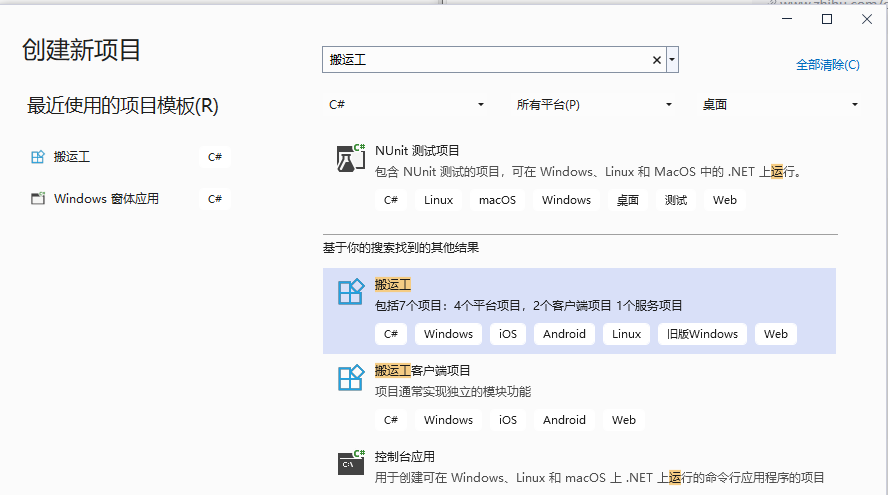 创建新项目
搬运工
全部清除(C)
最近使用的项目模板(R)
C# 所有平台(P) 桌面
搬运工 C#
Windows 窗体应用 C#
NUnit 测试项目
包含 NUnit 测试的项目，可在 Windows、Linux 和 MacOS 中的 .NET 上运行。
C# Linux macOS Windows 桌面 测试 Web
基于你的搜索找到的其他结果
搬运工
包括7个项目：4个平台项目，2个客户端项目 1个服务项目
C# Windows iOS Android Linux 旧版Windows Web
搬运工客户端项目
项目通常实现独立的模块功能
C# Windows iOS Android Web
控制台应用
用于创建可在 Windows、Linux 和 macOS 上 .NET 上运行的命令行应用程序的项目